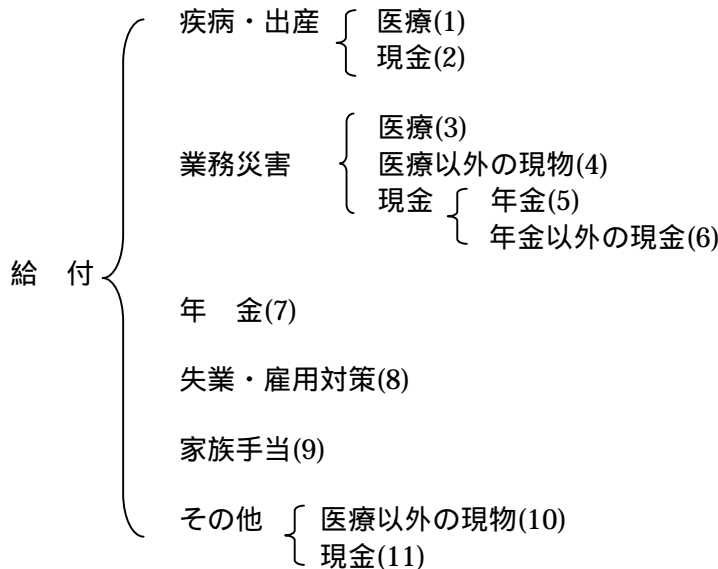 疾病・出産 医療(1)
現金(2)
医療(3)
業務災害 医療以外の現物(4)
現金 年金(5)
年金以外の現金(6)
給　付
年　金(7)
失業・雇用対策(8)
家族手当(9)
その他 医療以外の現物(10)
現金(11)